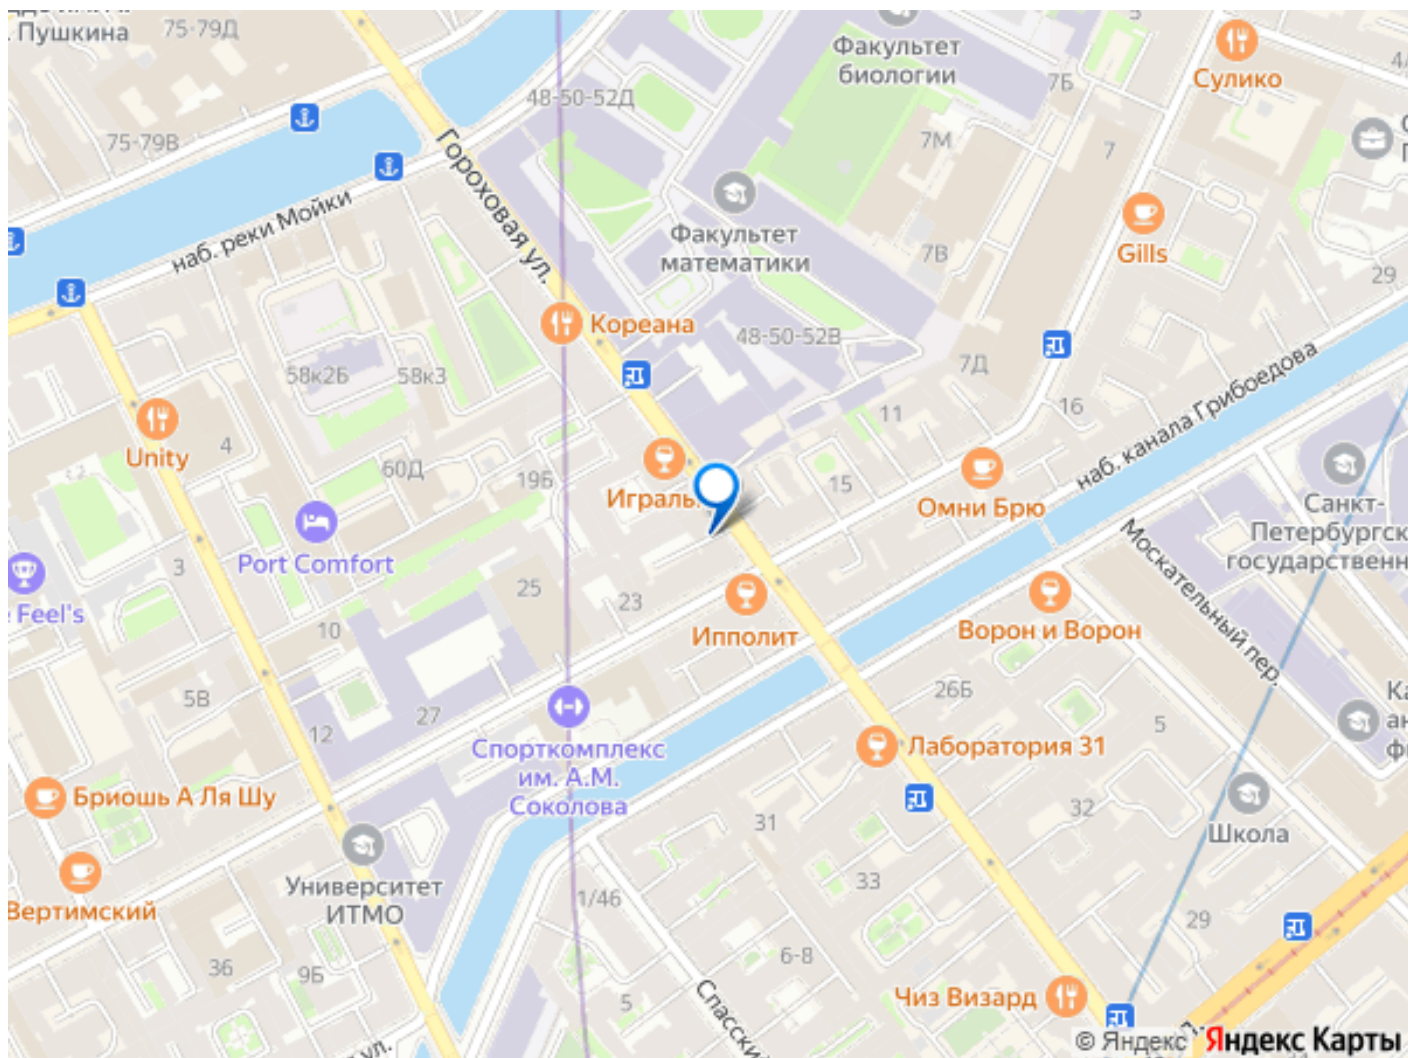 . Пушкина
75-79Д
75-79В
48-50-52Д
Факультет
биологии
5
7Б
Сулико
7М
7
Гороховая ул.
наб. реки Мойки
Факультет
математики
7В
Gills
29
Кореана
48-50-52В
7Д
58к2Б
58к3
11
16
наб. канала Грибоедова
Unity
4
60Д
19Б
15
Омни Брю
Санкт-
Петербургск
государственн
Port Comfort
3
Feel's
25
23
Ипполит
Ворон и Ворон
Москательный пер.
10
5В
27
12
26Б
5
Спорткомплекс
им. А.М.
Соколова
Лаборатория 31
Бриошь А Ля Шу
31
32
Школа
Университет
ИТМО
Вертимский
1/46
33
29
36
9Б
6-8
5
Спасский
Чиз Визард
ул.
© Яндекс Яндекс Карты